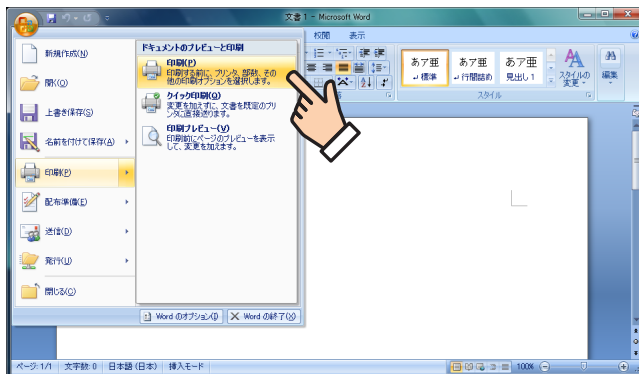 文書 1 - Microsoft Word
校閲 表示
新規作成(N)
開く(O)
上書き保存(S)
名前を付けて保存(A)
印刷(P)
配布準備(E)
送信(D)
発行(U)
閉じる(C)
ドキュメントのプレビューと印刷
印刷(P)
印刷する前に、プリンタ、部数、その
他の印刷オプションを選択します。
クイック印刷(Q)
変更を加えずに、文書を既定のプリ
ンタに直接送ります。
印刷プレビュー(V)
印刷前にページのプレビューを表示
して、変更を加えます。
Word のオプション(I)
Word の終了(X)
あア亜 あア亜 あア亜
標準 行間詰め 見出し 1
スタイルの
変更
編集
スタイル
ページ: 1/1 文字数: 0 日本語 (日本) 挿入モード
100%